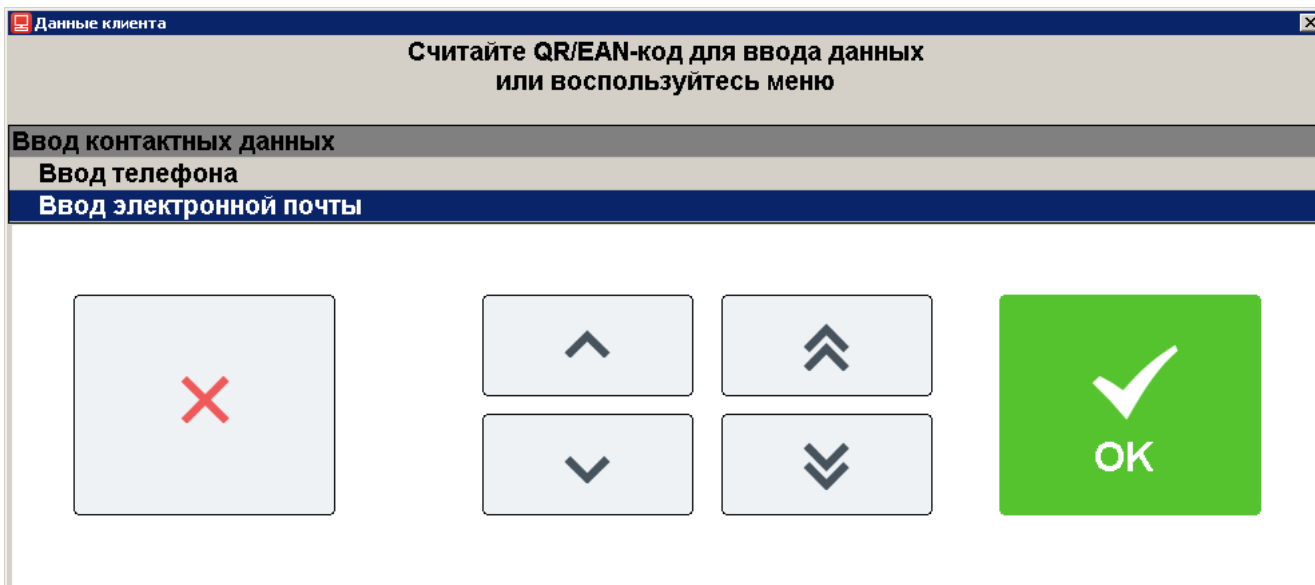 Данные клиента
Считайте QR/EAN-код для ввода данных
или воспользуйтесь меню
Ввод контактных данных
Ввод телефона
Ввод электронной почты
OK